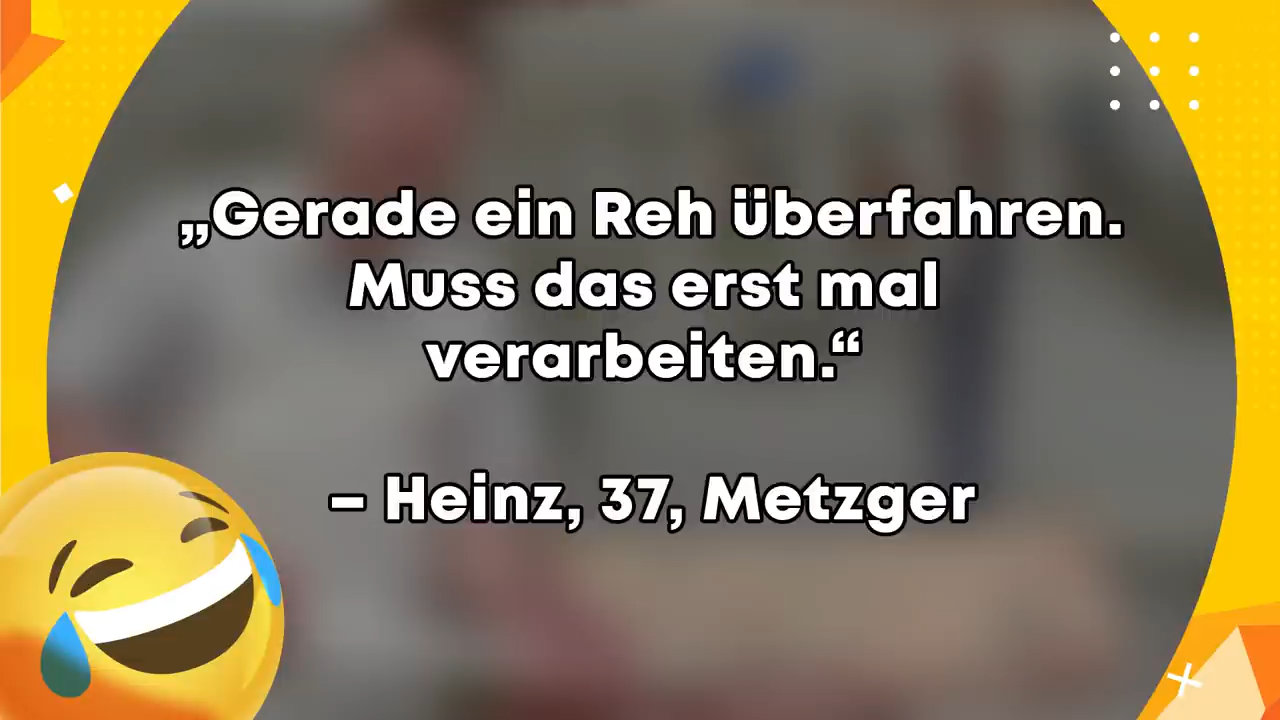 „Gerade ein Reh überfahren.
Muss das erst mal
verarbeiten.“
– Heinz, 37, Metzger